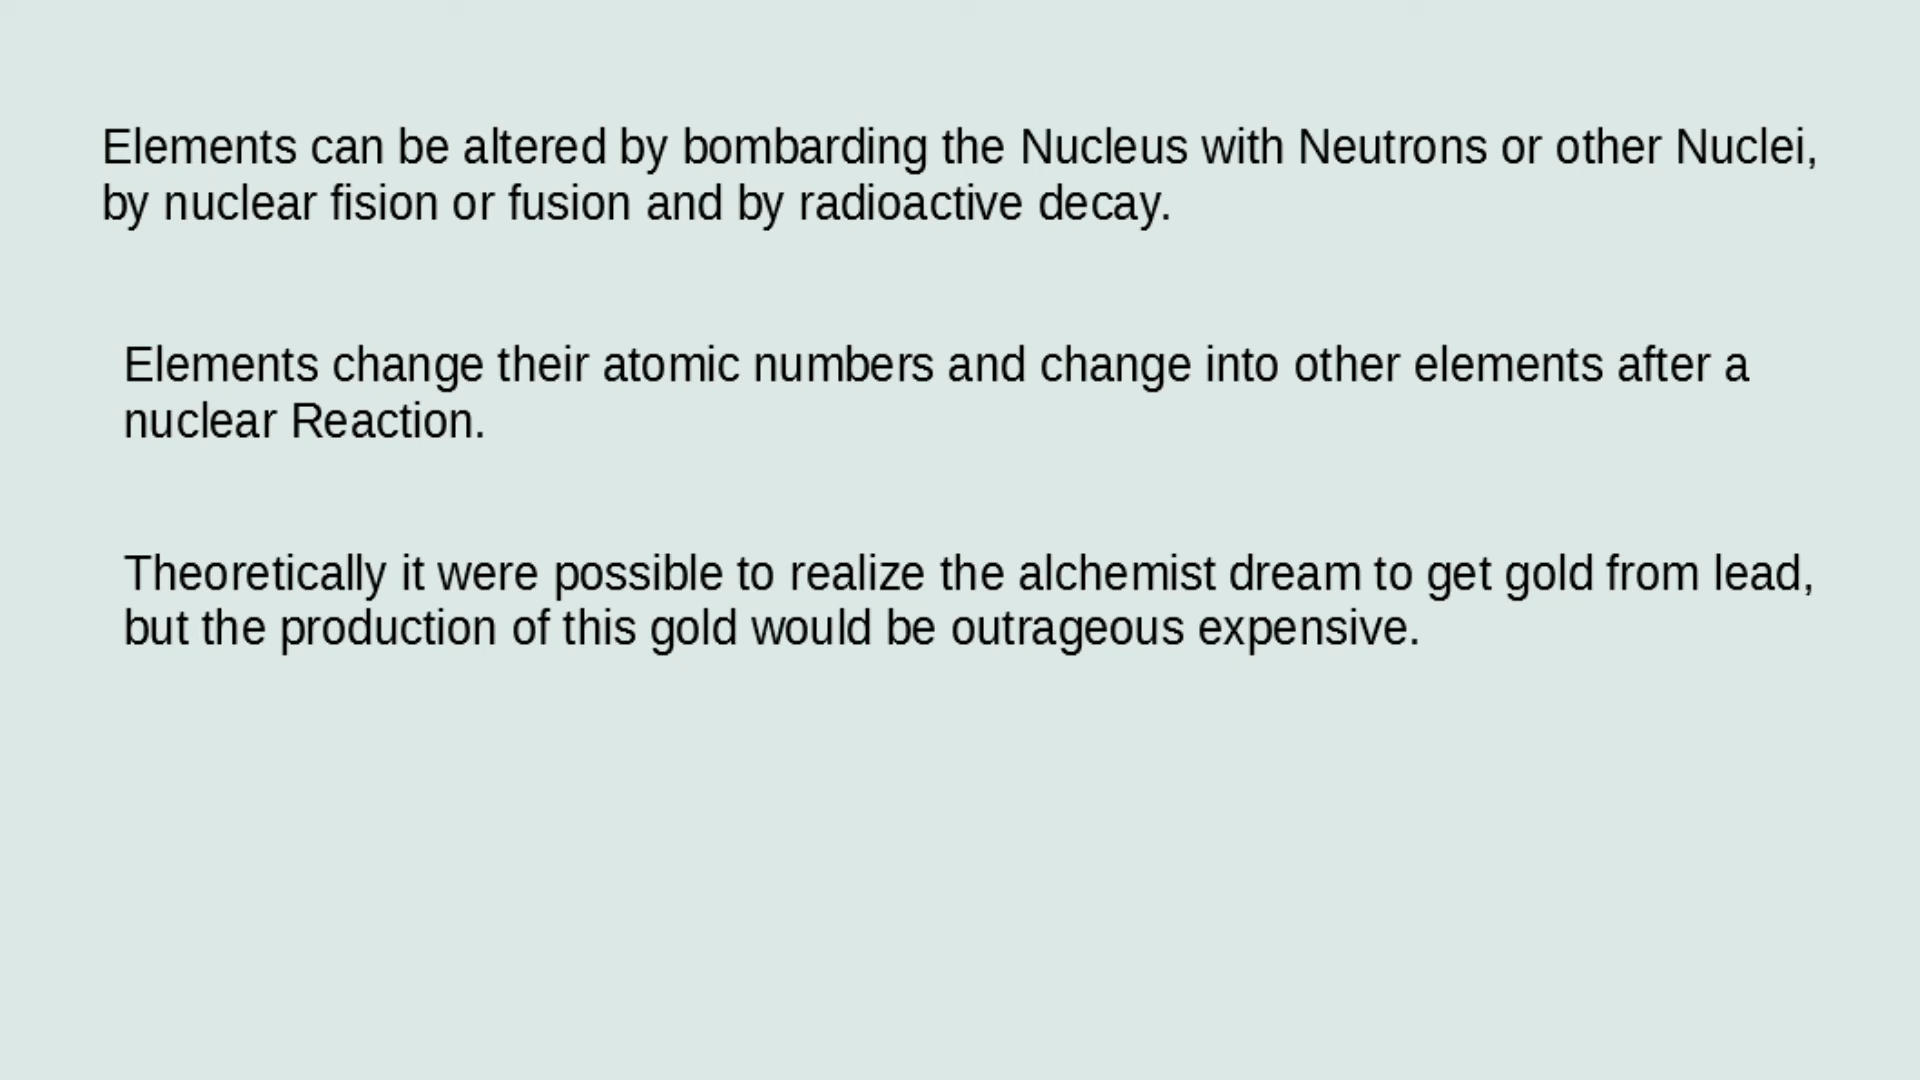 Elements can be altered by bombarding the Nucleus with Neutrons or other Nuclei,
by nuclear fision or fusion and by radioactive decay.
Elements change their atomic numbers and change into other elements after a
nuclear Reaction.
Theoretically it were possible to realize the alchemist dream to get gold from lead,
but the production of this gold would be outrageous expensive.